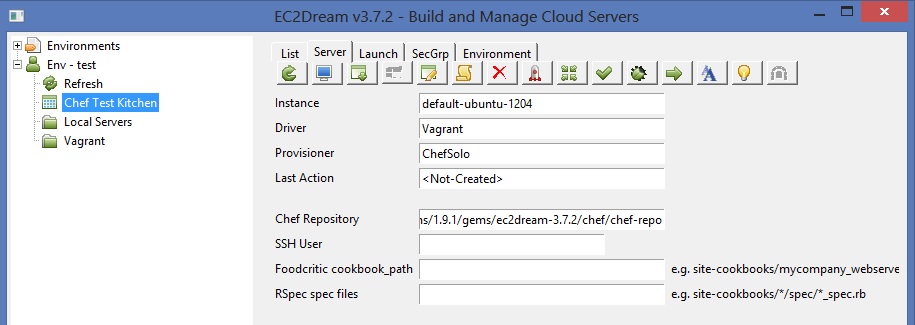 EC2Dream v3.7.2 - Build and Manage Cloud Servers
Environments
Env - test
Refresh
Chef Test Kitchen
Local Servers
Vagrant
List Server Launch SecGrp Environment
Instance default-ubuntu-1204
Driver Vagrant
Provisioner ChefSolo
Last Action <Not-Created>
Chef Repository ns/1.9.1/gems/ec2dream-3.7.2/chef/chef-repo
SSH User
Foodcritic cookbook_path e.g. site-cookbooks/mycompany_webserve
RSpec spec files e.g. site-cookbooks/*/spec/*_spec.rb